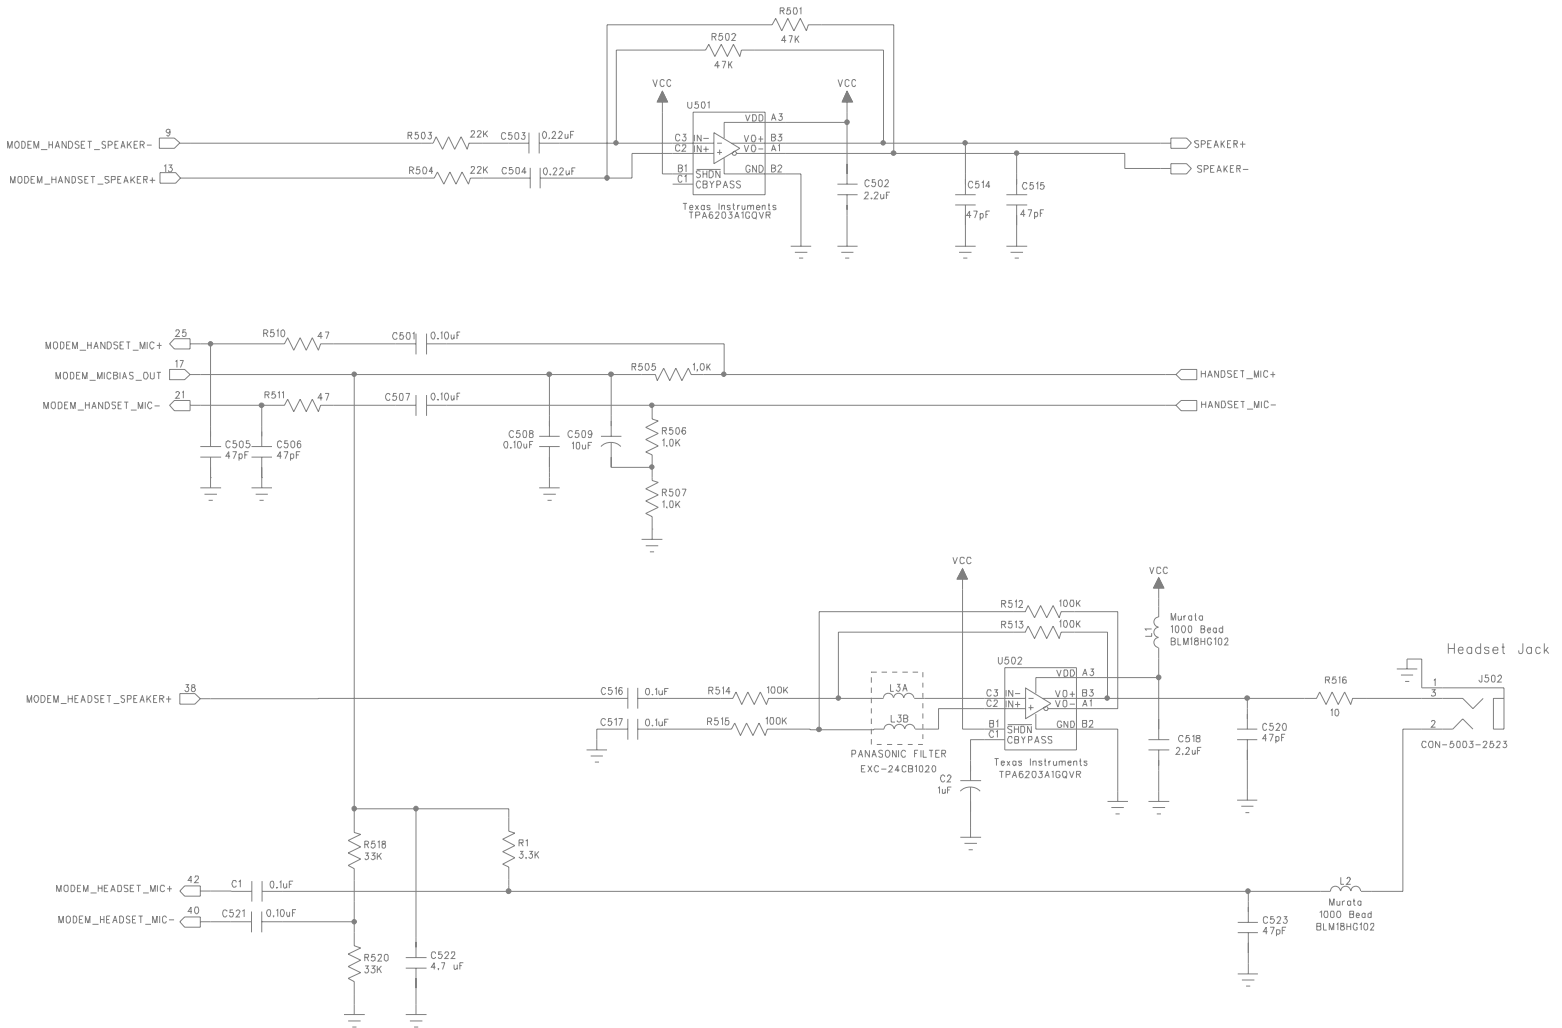 R501
47K
R502
47K
VCC
VCC
U501
VDD A3
9
MODEM_HANDSET_SPEAKER-
R503 22K
C503 0.22uF
C3 IN-
C2 IN+
VO+ B3
VO- A1
SPEAKER+
13
MODEM_HANDSET_SPEAKER+
R504 22K
C504 0.22uF
B1 SHDN
C1 CBYPASS
GND B2
SPEAKER-
C502
2.2uF
C514
47pF
C515
47pF
Texas Instruments
TPA6203A1GQVR
25
MODEM_HANDSET_MIC+
R510 47
C501 0.10uF
17
MODEM_MICBIAS_OUT
R505 1.0K
HANDSET_MIC+
21
MODEM_HANDSET_MIC-
R511 47
C507 0.10uF
HANDSET_MIC-
C505
47pF
C506
47pF
C508
0.10uF
C509
10uF
R506
1.0K
R507
1.0K
VCC
VCC
R512 100K
R513 100K
L1
Murata
1000 Bead
BLM18HG102
Headset Jack
U502
VDD A3
38
MODEM_HEADSET_SPEAKER+
C516 0.1uF
R514 100K
L3A
C3 IN-
C2 IN+
VO+ B3
VO- A1
R516
10
1
3
2
J502
CON-5003-2523
C517 0.1uF
R515 100K
L3B
B1 SHDN
C1 CBYPASS
GND B2
PANASONIC FILTER
EXC-24CB1020
Texas Instruments
TPA6203A1GQVR
C2
1uF
C518
2.2uF
C520
47pF
R518
33K
R1
3.3K
42
MODEM_HEADSET_MIC+
C1 0.1uF
L2
Murata
1000 Bead
BLM18HG102
40
MODEM_HEADSET_MIC-
C521 0.10uF
C523
47pF
R520
33K
C522
4.7 uF